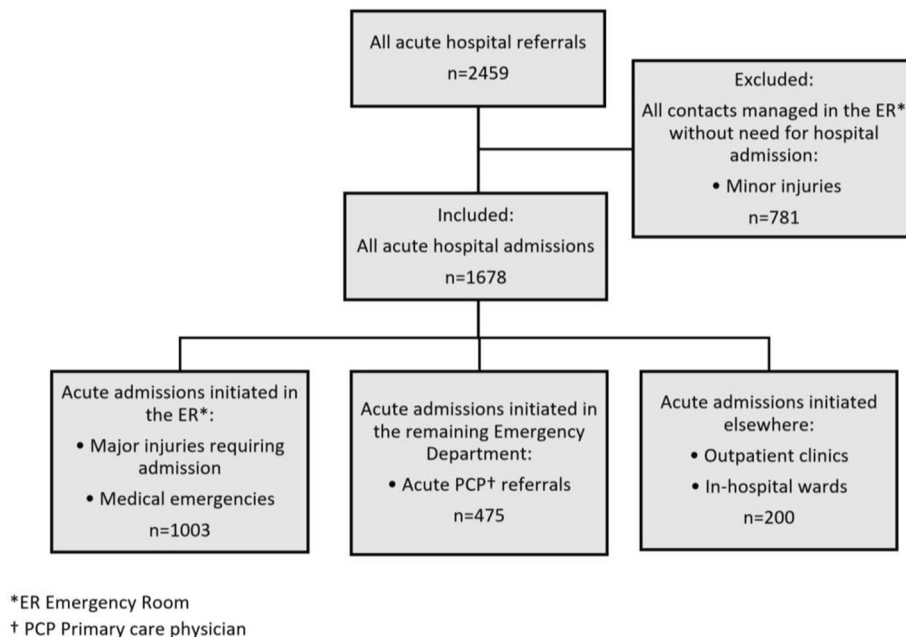 All acute hospital referrals
n=2459
Excluded:
All contacts managed in the ER*
without need for hospital
admission:
• Minor injuries
n=781
Included:
All acute hospital admissions
n=1678
Acute admissions initiated in
the ER*:
• Major injuries requiring
admission
• Medical emergencies
n=1003
Acute admissions initiated in
the remaining Emergency
Department:
• Acute PCP† referrals
n=475
Acute admissions initiated
elsewhere:
• Outpatient clinics
• In-hospital wards
n=200
*ER Emergency Room
† PCP Primary care physician